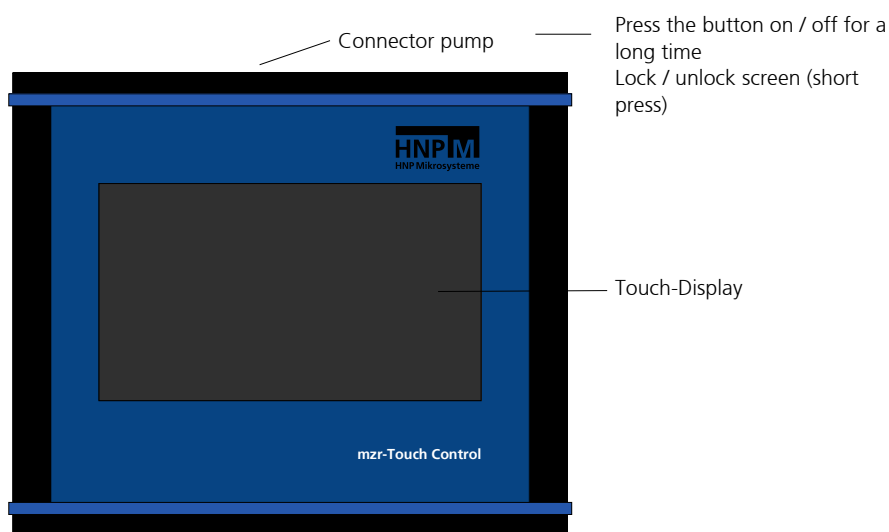 Connector pump
Press the button on / off for a
long time
Lock / unlock screen (short
press)
HNP M
HNP Mikrosysteme
Touch-Display
mzr-Touch Control